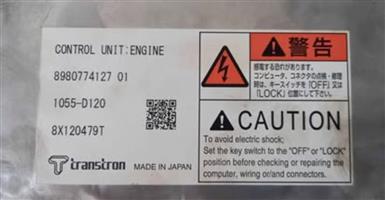 CONTROL UNIT:ENGINE
8980774127 01
1055-D120
8X120479T
transtron
MADE IN JAPAN
警告
感電する恐れがあります。
コンピュータ、コネクタの点検・修理
時は、キースイッチを「OFF」又は
「LOCK」位置にして下さい。
CAUTION
To avoid electric shock;
Set the key switch to the "OFF" or "LOCK"
position before checking or repairing the
computer, wiring or/and connectors.